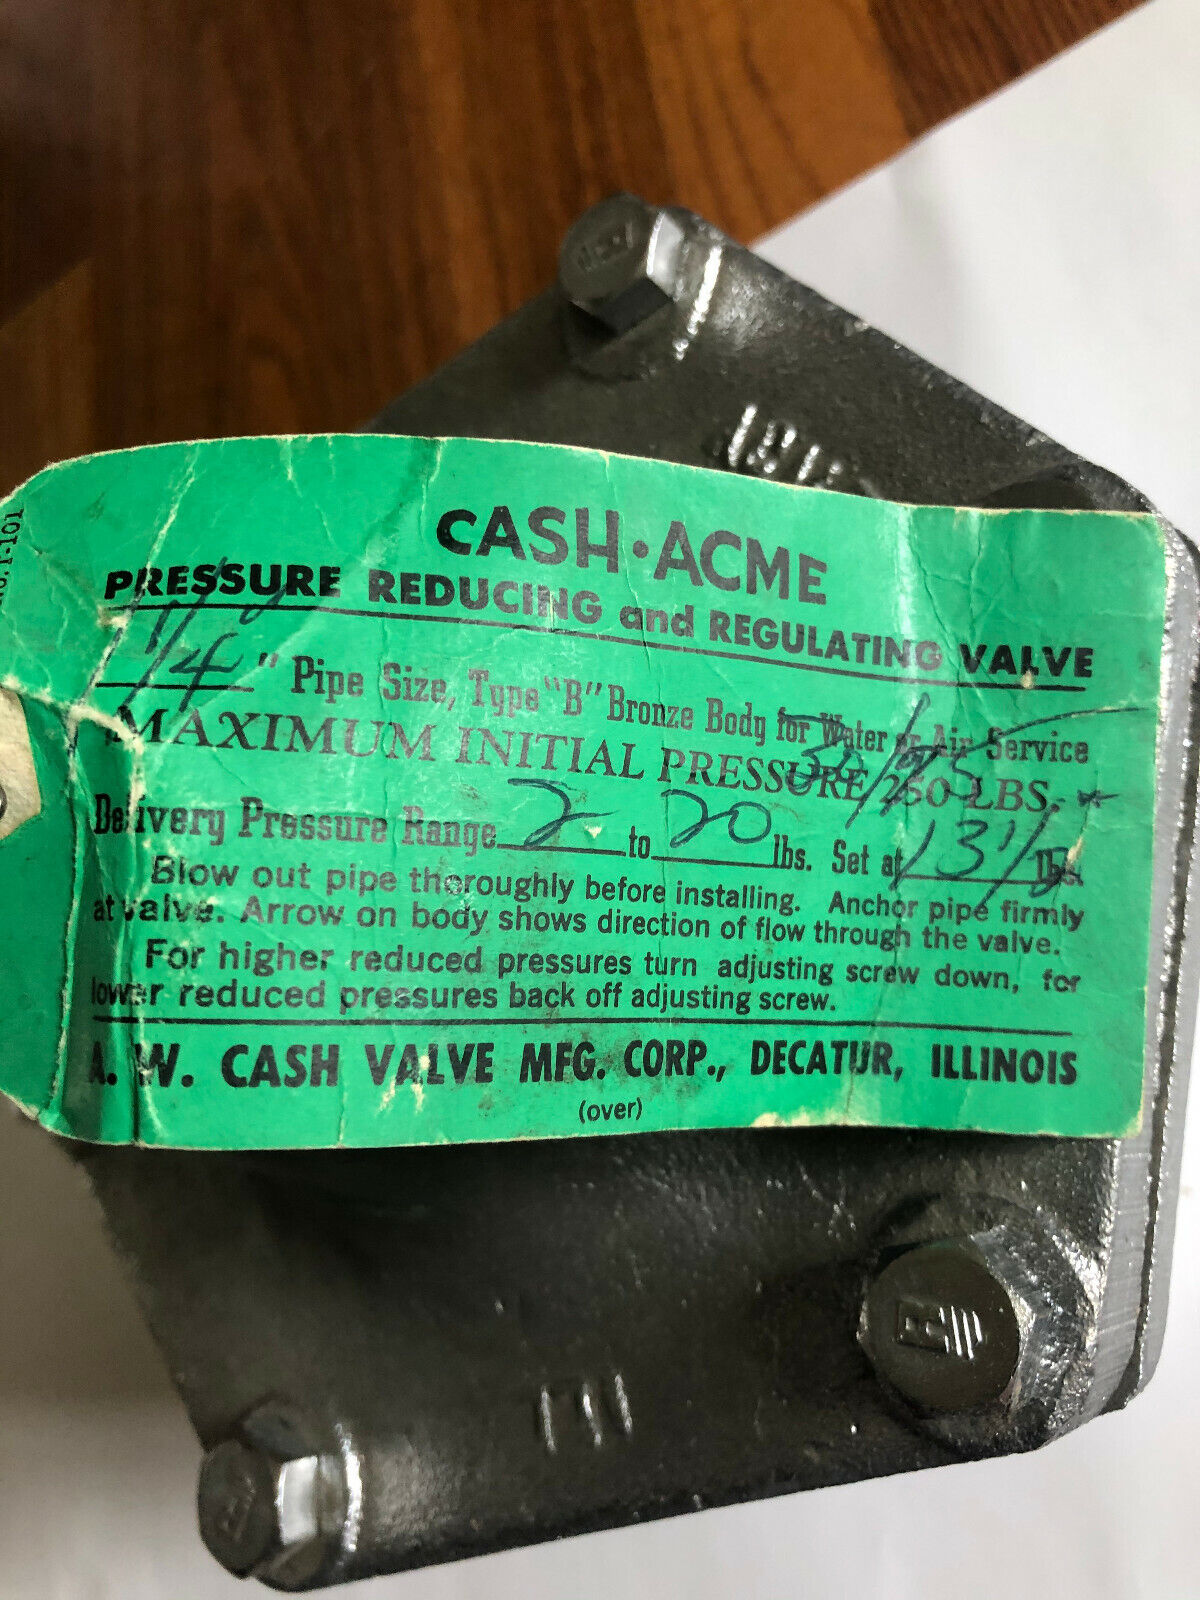 CASH·ACME
PRESSURE REDUCING and REGULATING VALVE
1/4 " Pipe Size, Type "B" Bronze Body for Water or Air Service
MAXIMUM INITIAL PRESSURE 250 LBS.
Delivery Pressure Range 2 to 20 lbs. Set at 13 lbs.
Blow out pipe thoroughly before installing. Anchor pipe firmly
at valve. Arrow on body shows direction of flow through the valve.
For higher reduced pressures turn adjusting screw down, for
lower reduced pressures back off adjusting screw.
A. W. CASH VALVE MFG. CORP., DECATUR, ILLINOIS
(over)